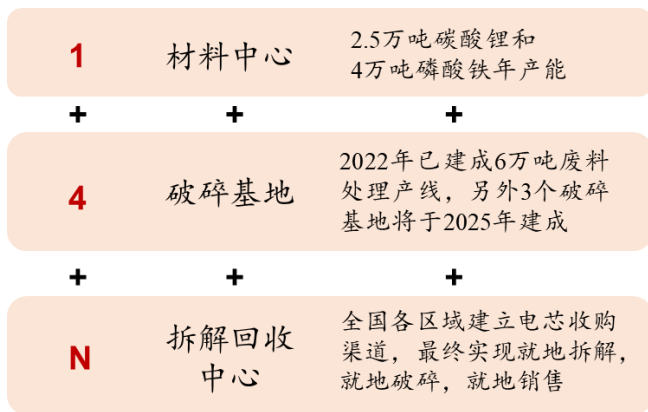 1 材料中心 2.5万吨碳酸锂和
4万吨磷酸铁年产能
+ + +
4 破碎基地 2022年已建成6万吨废料
处理产线，另外3个破碎
基地将于2025年建成
+ + +
N 拆解回收
中心
全国各区域建立电芯收购
渠道，最终实现就地拆解，
就地破碎，就地销售